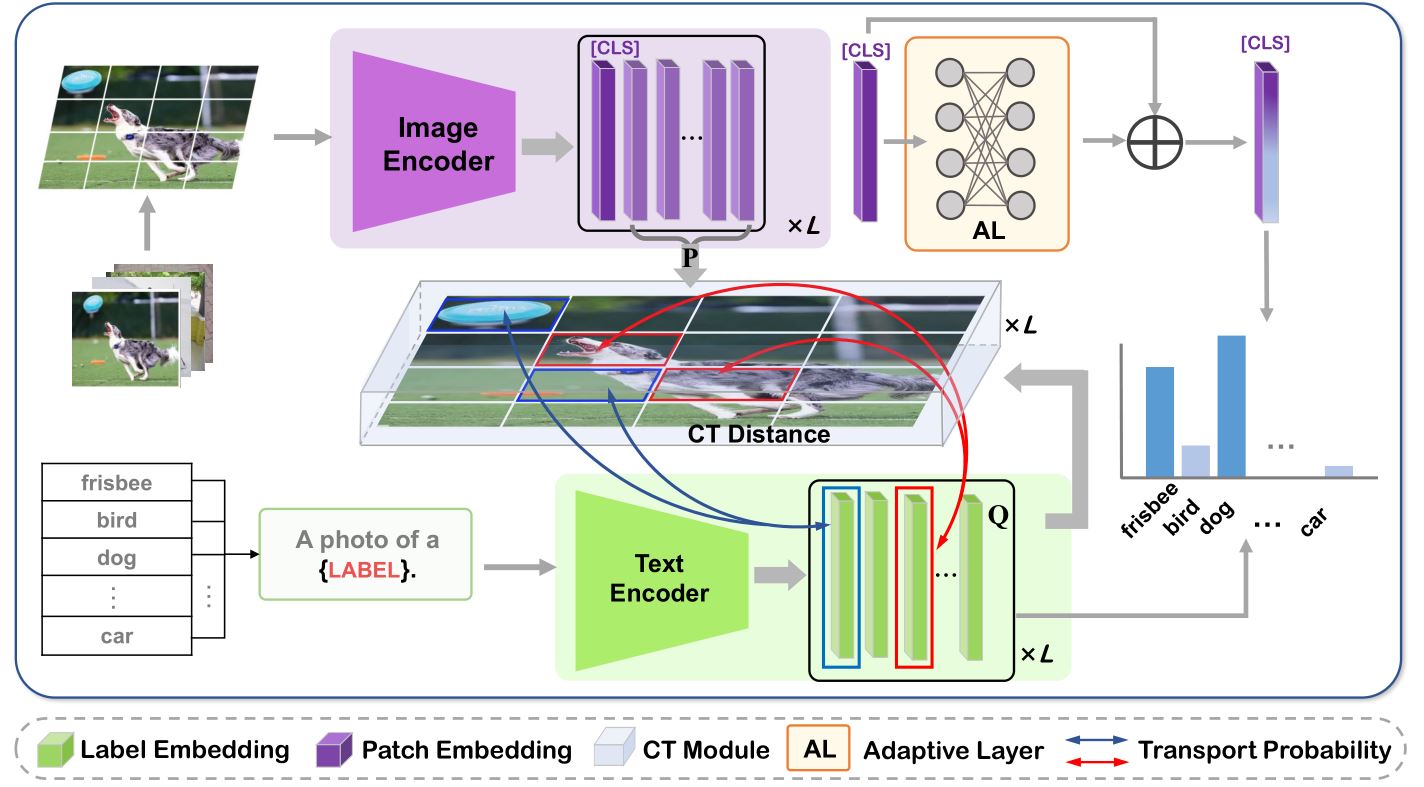 [CLS]
[CLS]
[CLS]
Image
Encoder
...
×L
AL
P
×L
CT Distance
frisbee
bird
dog
⋮
car
⋮
A photo of a
{LABEL}.
Text
Encoder
Q
...
×L
...
frisbee
bird
dog
...
car
Label Embedding
Patch Embedding
CT Module
AL
Adaptive Layer
Transport Probability